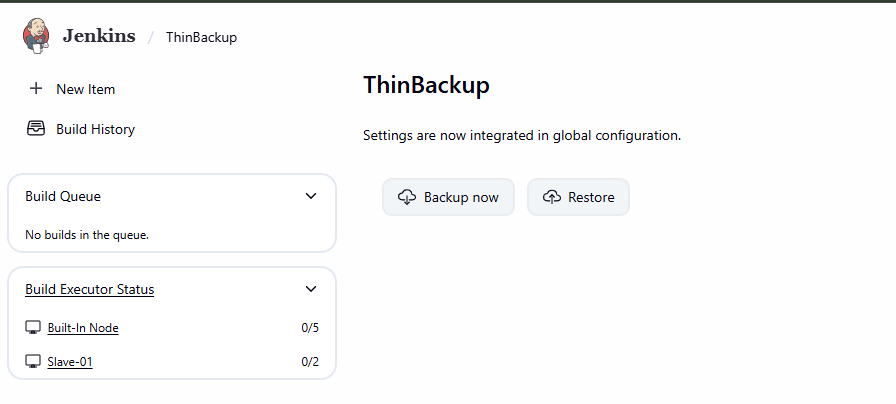 Jenkins / ThinBackup
New Item
Build History
Build Queue
No builds in the queue.
Build Executor Status
Built-In Node 0/5
Slave-01 0/2
ThinBackup
Settings are now integrated in global configuration.
Backup now Restore